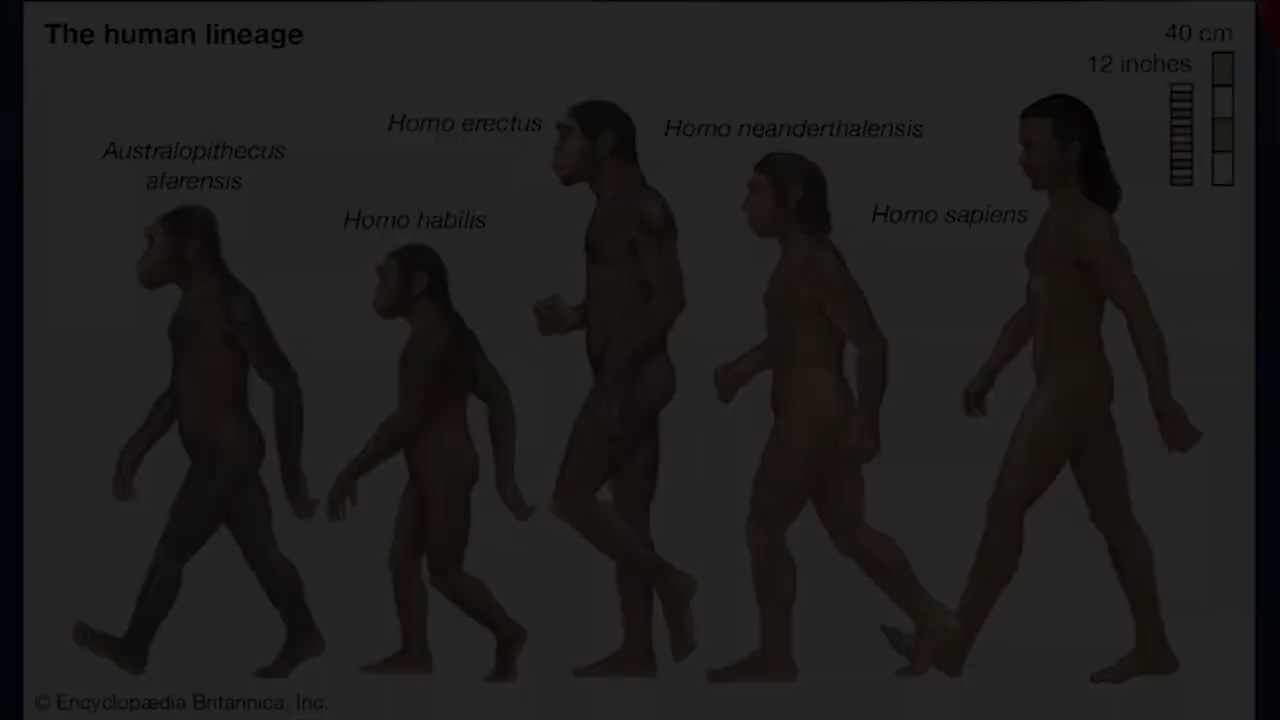 The human lineage
40 cm
12 inches
Homo erectus
Homo neanderthalensis
Australopithecus
afarensis
Homo habilis
Homo sapiens
© Encyclopædia Britannica, Inc.